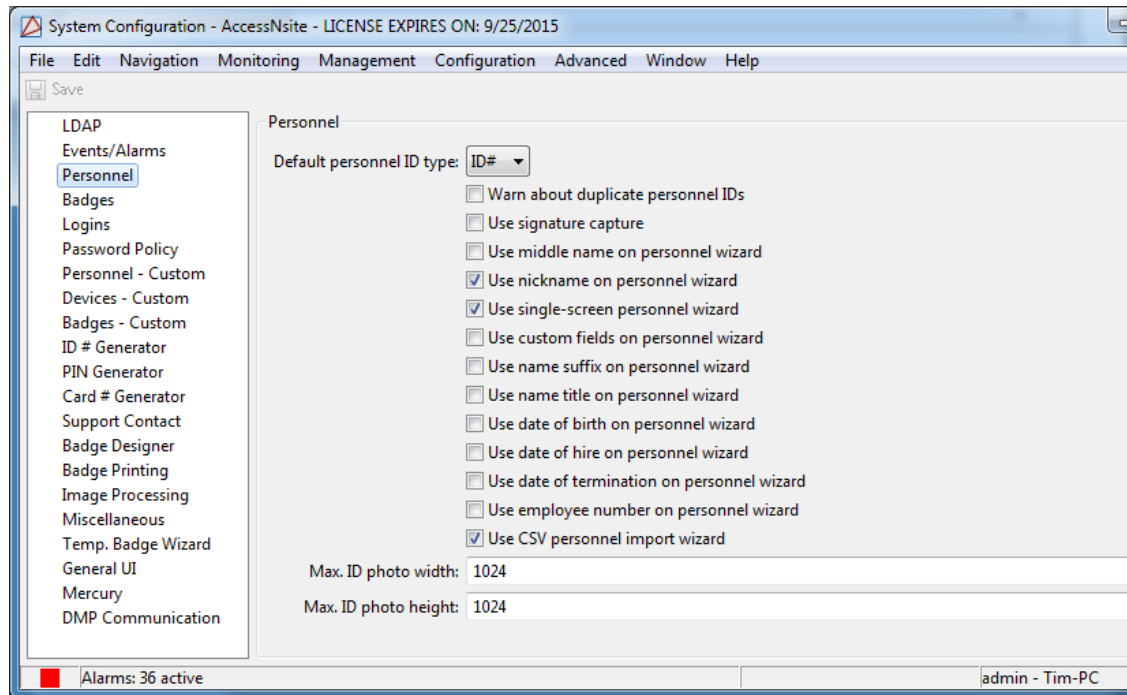 System Configuration - AccessNsite - LICENSE EXPIRES ON: 9/25/2015
File Edit Navigation Monitoring Management Configuration Advanced Window Help
Save
LDAP
Events/Alarms
Personnel
Badges
Logins
Password Policy
Personnel - Custom
Devices - Custom
Badges - Custom
ID # Generator
PIN Generator
Card # Generator
Support Contact
Badge Designer
Badge Printing
Image Processing
Miscellaneous
Temp. Badge Wizard
General UI
Mercury
DMP Communication
Personnel
Default personnel ID type: ID#
Warn about duplicate personnel IDs
Use signature capture
Use middle name on personnel wizard
Use nickname on personnel wizard
Use single-screen personnel wizard
Use custom fields on personnel wizard
Use name suffix on personnel wizard
Use name title on personnel wizard
Use date of birth on personnel wizard
Use date of hire on personnel wizard
Use date of termination on personnel wizard
Use employee number on personnel wizard
Use CSV personnel import wizard
Max. ID photo width: 1024
Max. ID photo height: 1024
Alarms: 36 active
admin - Tim-PC